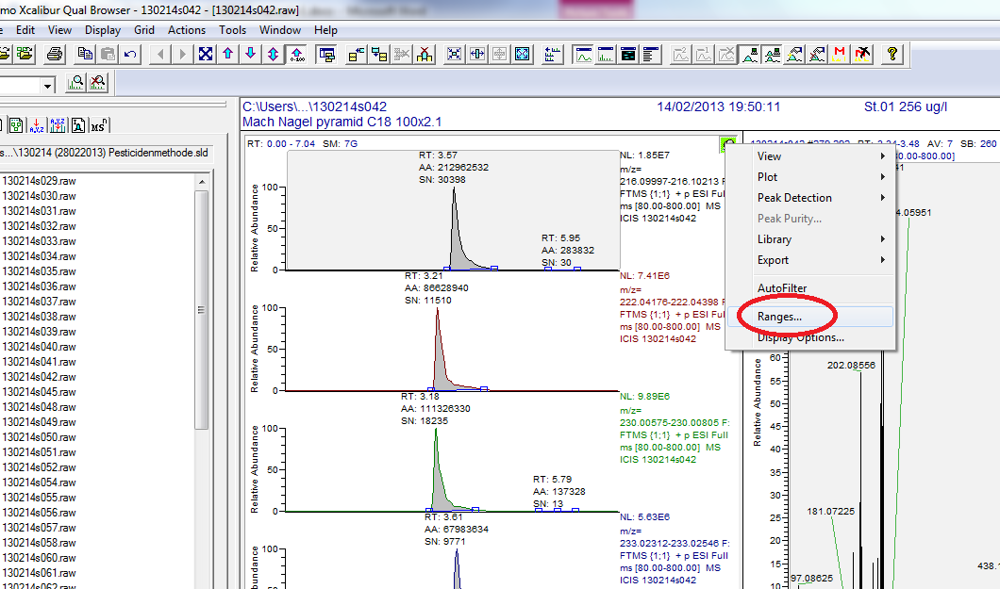 mo Xcalibur Qual Browser - 130214s042 - [130214s042.raw]
Edit View Display Grid Actions Tools Window Help
C:\Users\...\130214s042 14/02/2013 19:50:11 St.01 256 ug/l
Mach Nagel pyramid C18 100x2.1
s...\130214 (28022013) Pesticidenmethode.sld
130214s029.raw
130214s030.raw
130214s031.raw
130214s032.raw
130214s033.raw
130214s034.raw
130214s035.raw
130214s036.raw
130214s037.raw
130214s038.raw
130214s039.raw
130214s040.raw
130214s041.raw
130214s042.raw
130214s045.raw
130214s048.raw
130214s049.raw
130214s050.raw
130214s051.raw
130214s052.raw
130214s054.raw
130214s055.raw
130214s056.raw
130214s057.raw
130214s058.raw
130214s060.raw
130214s061.raw
RT: 0.00 - 7.04 SM: 7G
RT: 3.57
AA: 212962532
SN: 30398
RT: 5.95
AA: 283832
SN: 30
100
50
0
Relative Abundance
NL: 1.85E7
m/z=
216.09997-216.10213 F:
FTMS {1;1} + p ESI Full
ms [80.00-800.00] MS
ICIS 130214s042
RT: 3.21
AA: 86628940
SN: 11510
100
50
0
Relative Abundance
NL: 7.41E6
m/z=
222.04176-222.04398 F:
FTMS {1;1} + p ESI Full
ms [80.00-800.00] MS
ICIS 130214s042
RT: 3.18
AA: 111326330
SN: 18235
RT: 5.79
AA: 137328
SN: 13
100
50
0
Relative Abundance
NL: 9.89E6
m/z=
230.00575-230.00805 F:
FTMS {1;1} + p ESI Full
ms [80.00-800.00] MS
ICIS 130214s042
RT: 3.61
AA: 67983634
SN: 9771
100
50
NL: 5.63E6
m/z=
233.02312-233.02546 F:
FTMS {1;1} + p ESI Full
ms [80.00-800.00] MS
ICIS 130214s042
3.48 AV: 7 SB: 260
00-800.00]
View
Plot
Peak Detection
Peak Purity...
Library
Export
AutoFilter
Ranges...
Display Options...
4.05951
202.08556
181.07225
97.08625
438.1
60
55
50
45
40
35
30
25
20
15
10
Relative Abundance